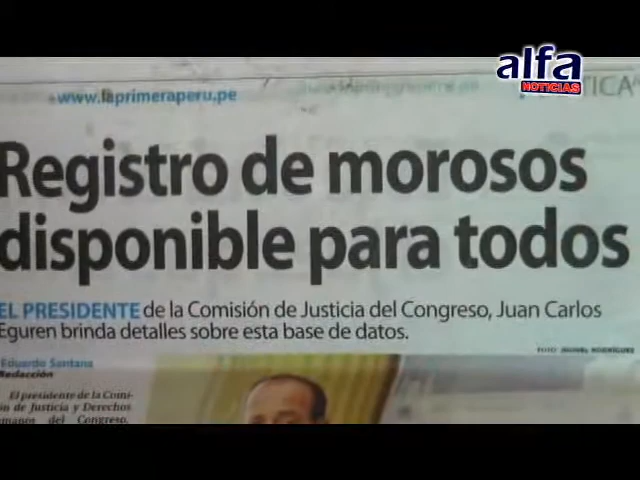 alfa
NOTICIAS
www.laprimeraperu.pe
Registro de morosos
disponible para todos
EL PRESIDENTE de la Comisión de Justicia del Congreso, Juan Carlos
Eguren brinda detalles sobre esta base de datos.
Eduardo Santana
Redacción
El presidente de la Comi-
ón de Justicia y Derechos
manos del Congreso,